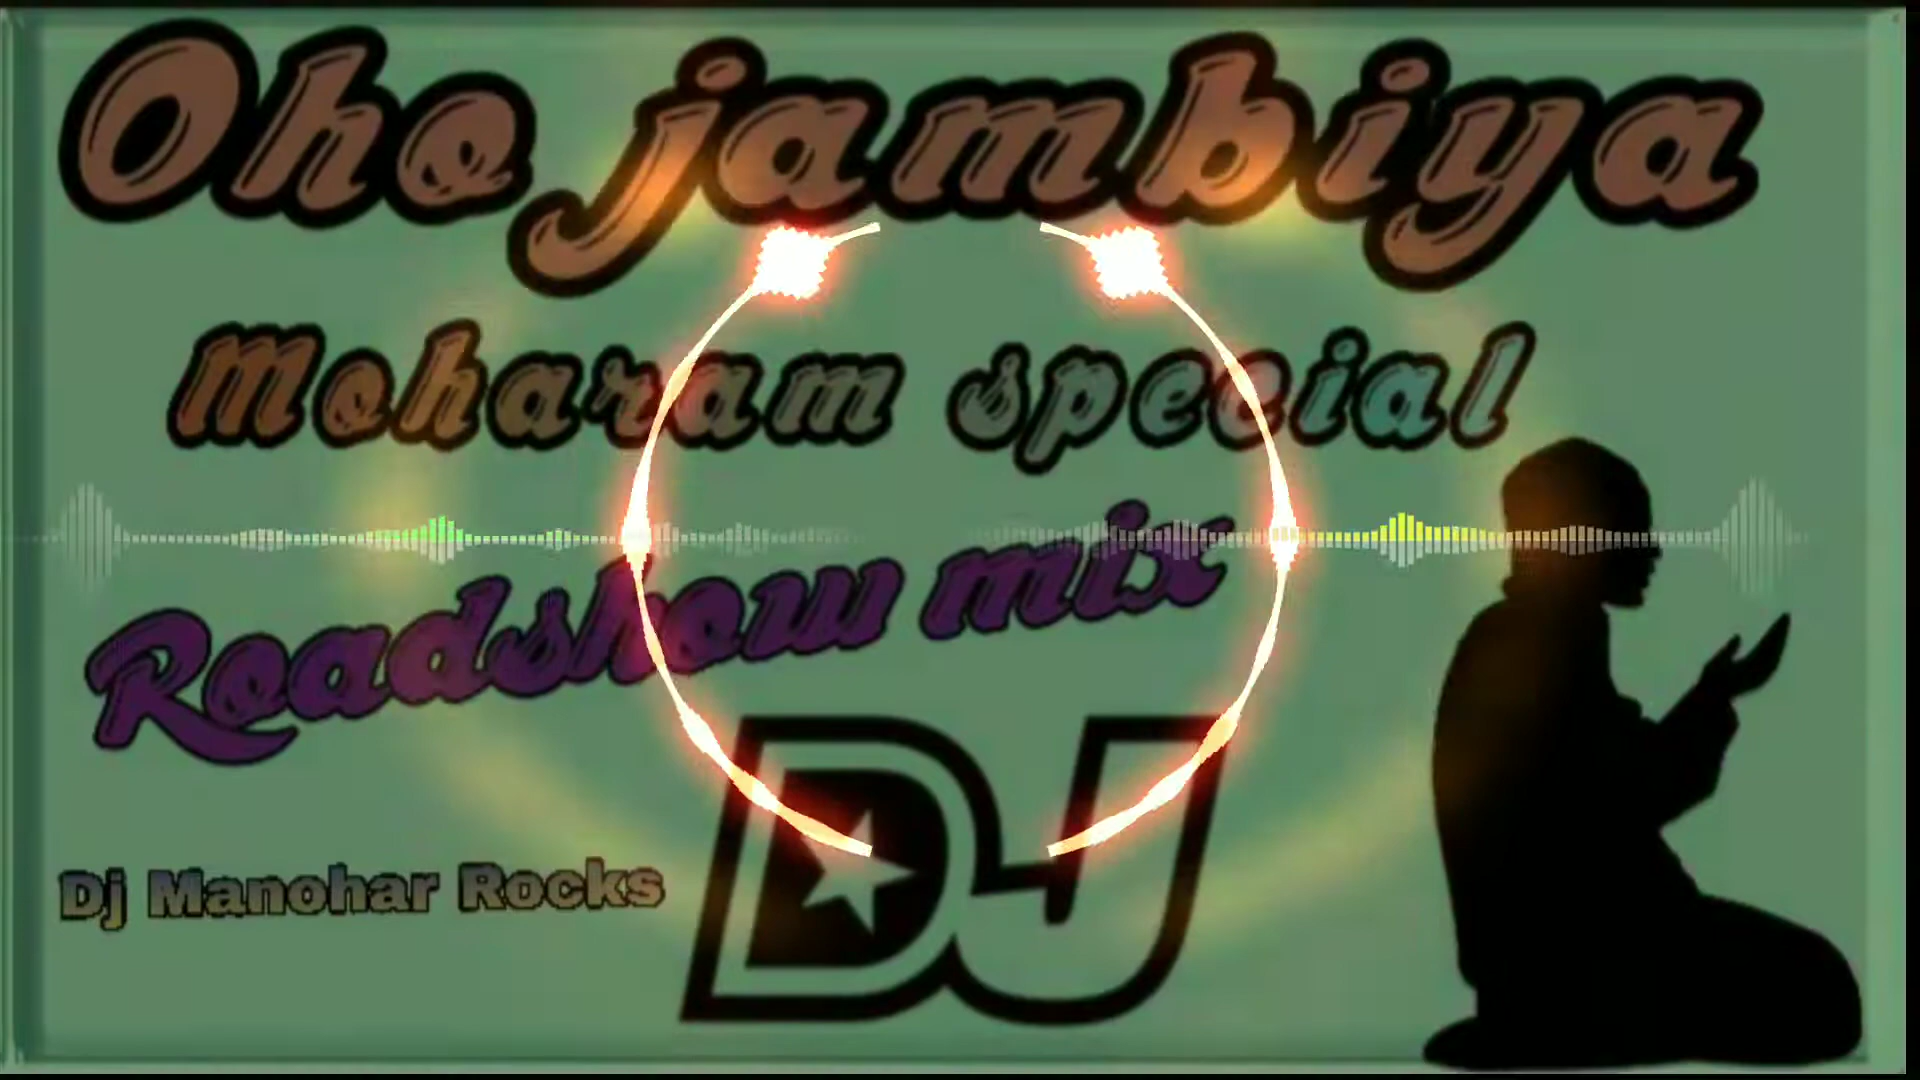 Oho jambiya
Moharam special
Roadshow mix
DJ
Dj Manohar Rocks